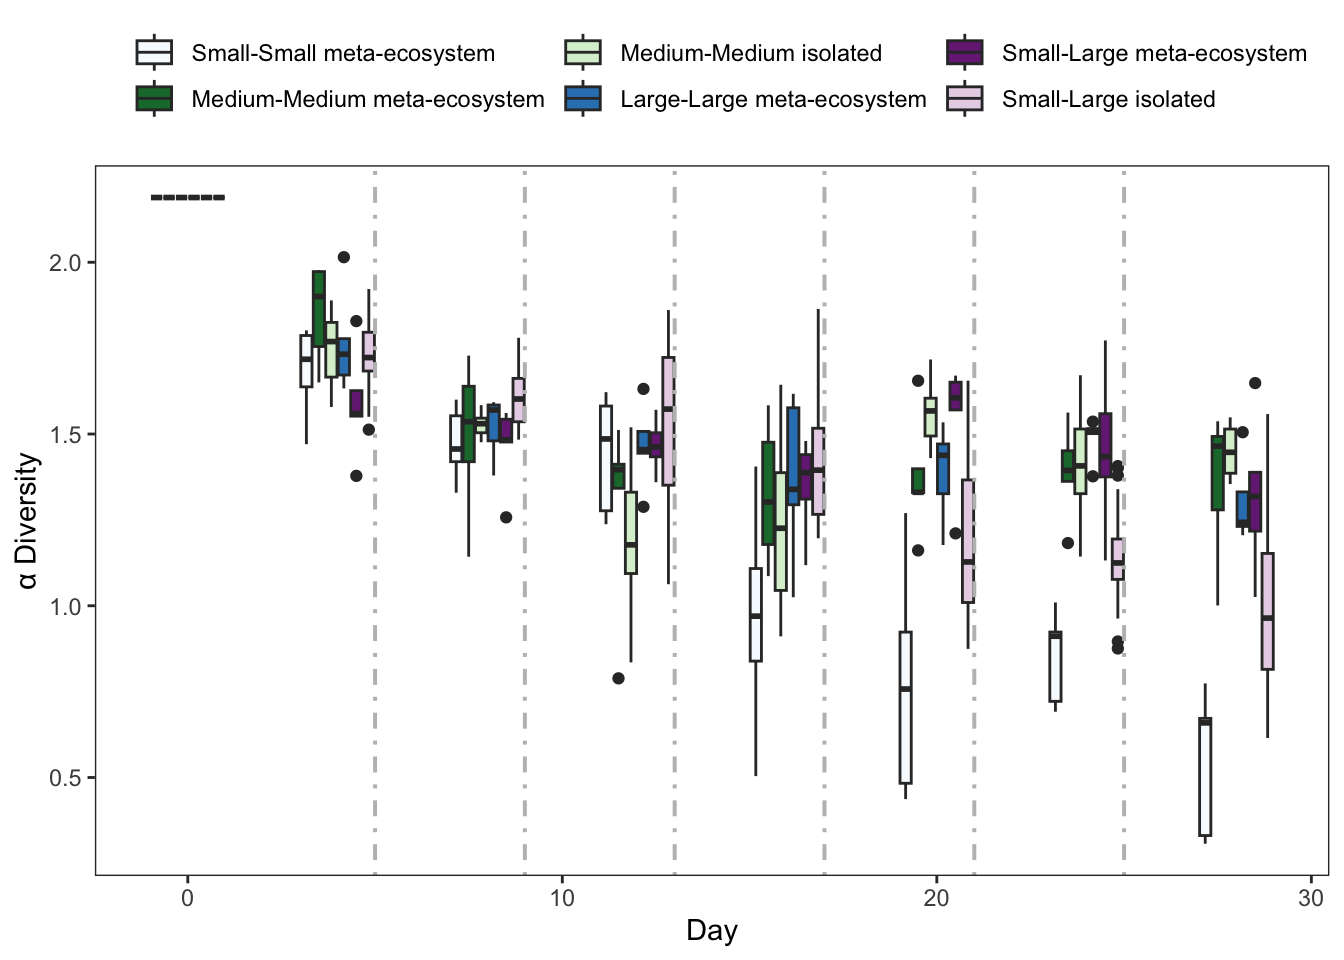 Small-Small meta-ecosystem Medium-Medium isolated Small-Large meta-ecosystem
Medium-Medium meta-ecosystem Large-Large meta-ecosystem Small-Large isolated
2.0
1.5
1.0
0.5
α Diversity
0 10 20 30
Day